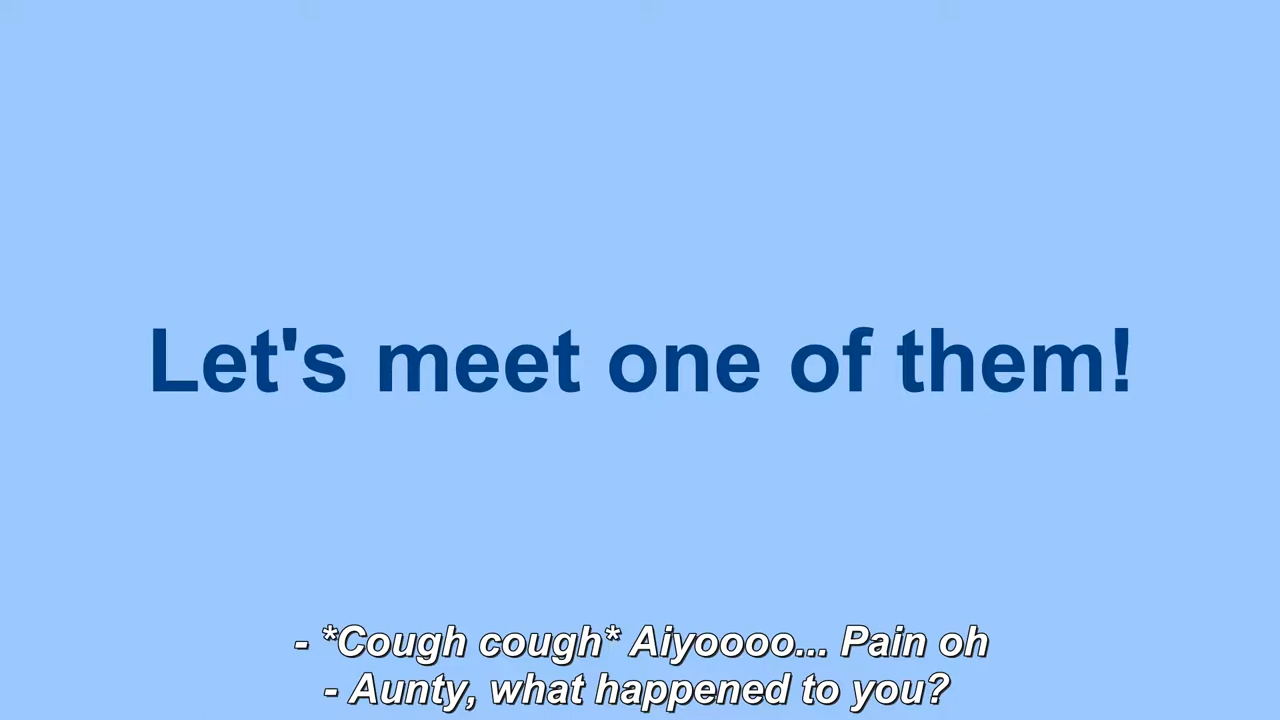 Let's meet one of them!
- *Cough cough* Aiyoooo... Pain oh
- Aunty, what happened to you?